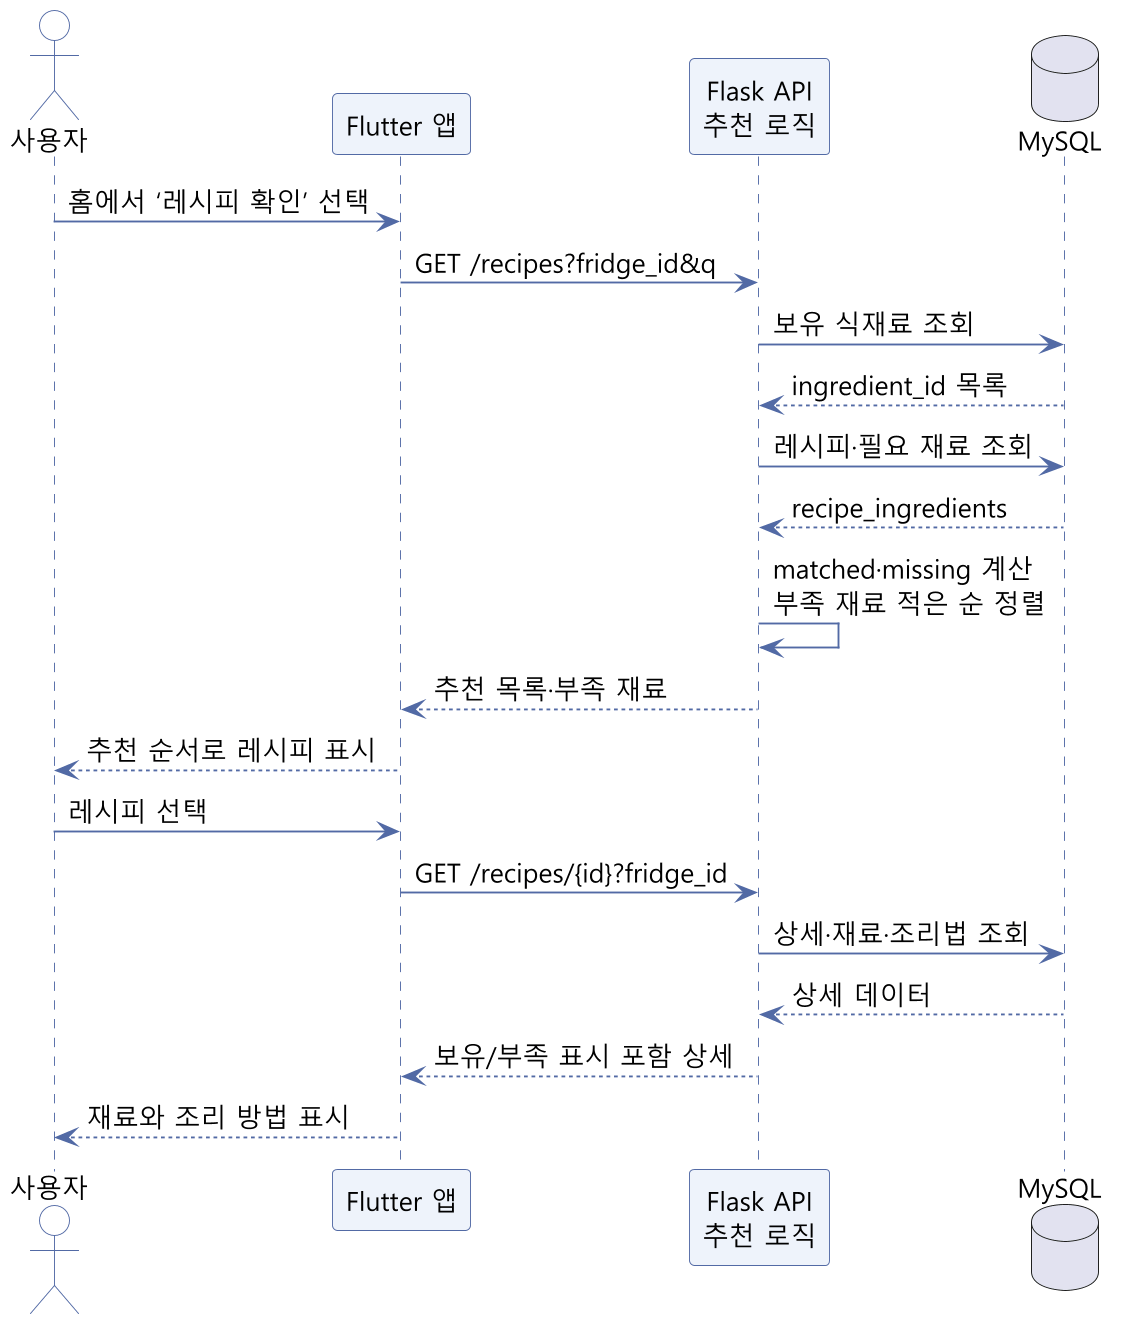 사용자
Flutter 앱
Flask API
추천 로직
MySQL
홈에서 ‘레시피 확인’ 선택
GET /recipes?fridge_id&q
보유 식재료 조회
ingredient_id 목록
레시피·필요 재료 조회
recipe_ingredients
matched·missing 계산
부족 재료 적은 순 정렬
추천 목록·부족 재료
추천 순서로 레시피 표시
레시피 선택
GET /recipes/{id}?fridge_id
상세·재료·조리법 조회
상세 데이터
보유/부족 표시 포함 상세
재료와 조리 방법 표시
사용자
Flutter 앱
Flask API
추천 로직
MySQL